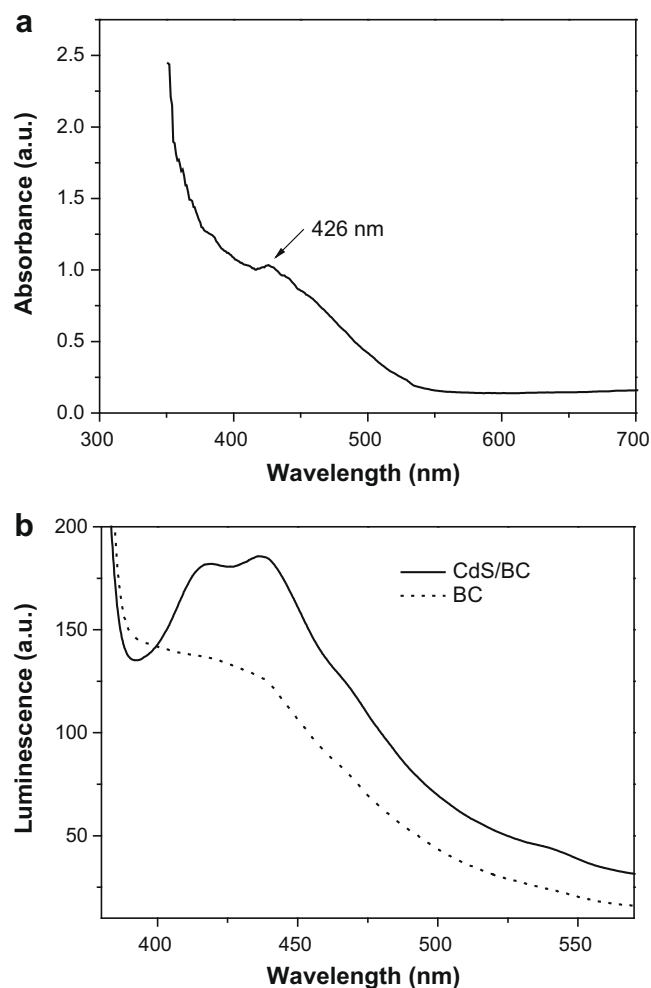 a
2.5
2.0
1.5
1.0
0.5
0.0
426 nm
300 400 500 600 700
Absorbance (a.u.)
Wavelength (nm)
b
200
150
100
50
CdS/BC
BC
400 450 500 550
Luminescence (a.u.)
Wavelength (nm)